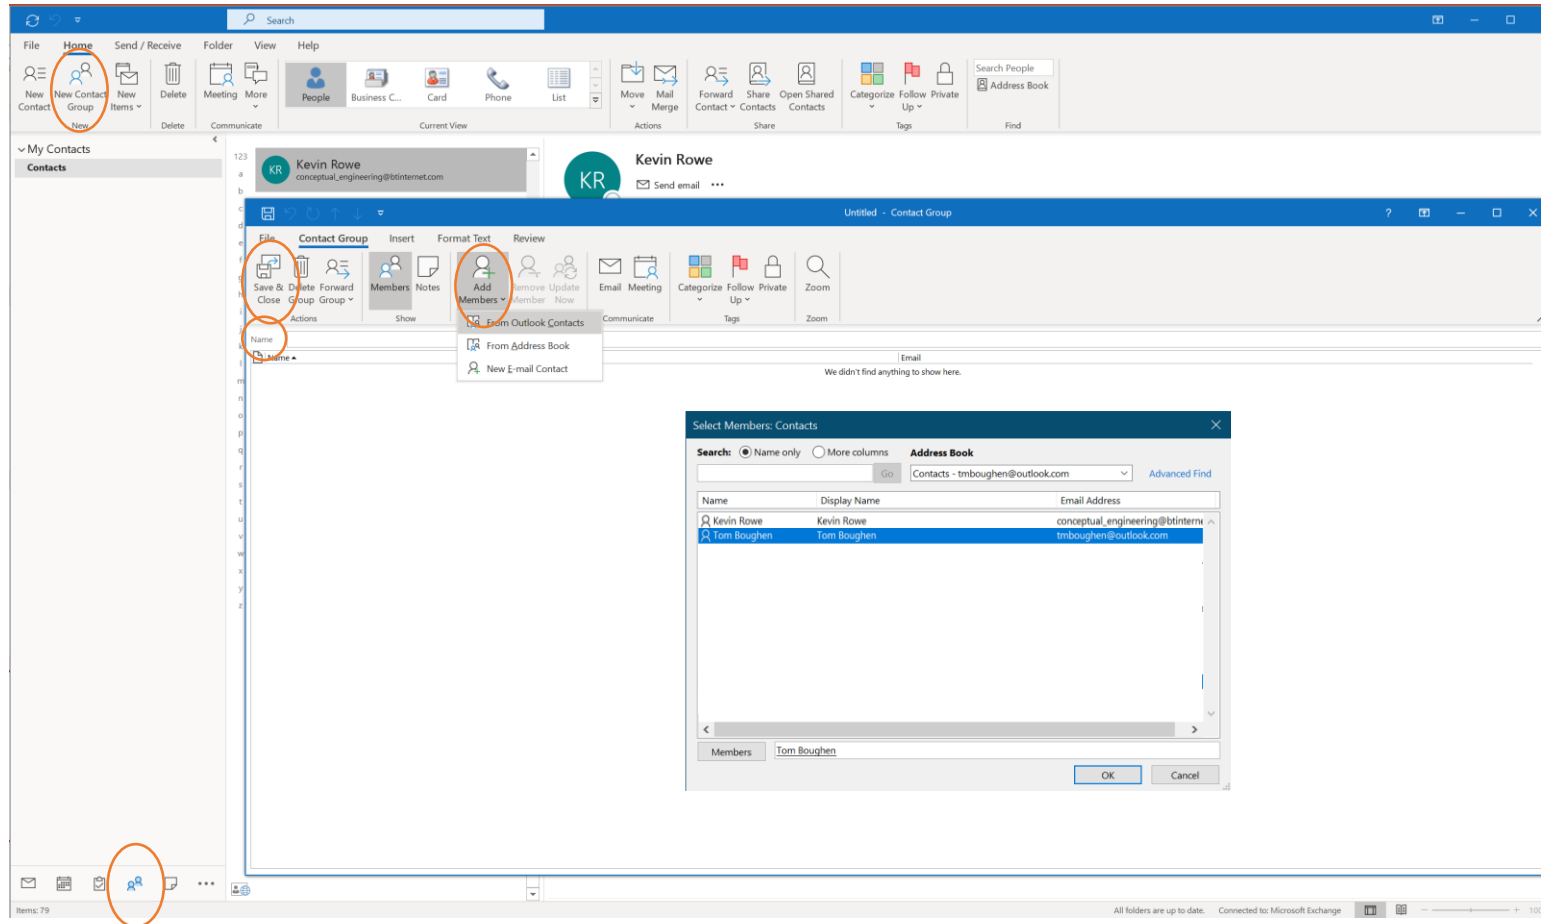 Search
File Home Send / Receive Folder View Help
New Contact
New Contact Group
New Items
Delete
Meeting
More
People
Business C...
Card
Phone
List
Move
Mail Merge
Forward Contact
Share Contacts
Open Shared Contacts
Categorize
Follow Up
Private
Search People
Address Book
New Delete Communicate Current View Actions Share Tags Find
My Contacts
Contacts
123
a
b
c
d
e
f
g
h
i
j
k
l
m
n
o
p
q
r
s
t
u
v
w
x
y
z
KR
Kevin Rowe
conceptual_engineering@btinternet.com
KR
Kevin Rowe
Send email
Untitled - Contact Group
?
File Contact Group Insert Format Text Review
Save & Close
Delete Group
Forward Group
Members
Notes
Add Members
Remove Member
Update Now
Email
Meeting
Categorize
Follow Up
Private
Zoom
Actions Show Communicate Tags Zoom
From Outlook Contacts
From Address Book
New E-mail Contact
Name
Name Email
We didn't find anything to show here.
Select Members: Contacts
Search: Name only More columns Address Book
Go Contacts - tmboughen@outlook.com Advanced Find
Name Display Name Email Address
Kevin Rowe Kevin Rowe conceptual_engineering@btinterne
Tom Boughen Tom Boughen tmboughen@outlook.com
Members Tom Boughen
OK Cancel
Items: 79
All folders are up to date. Connected to: Microsoft Exchange